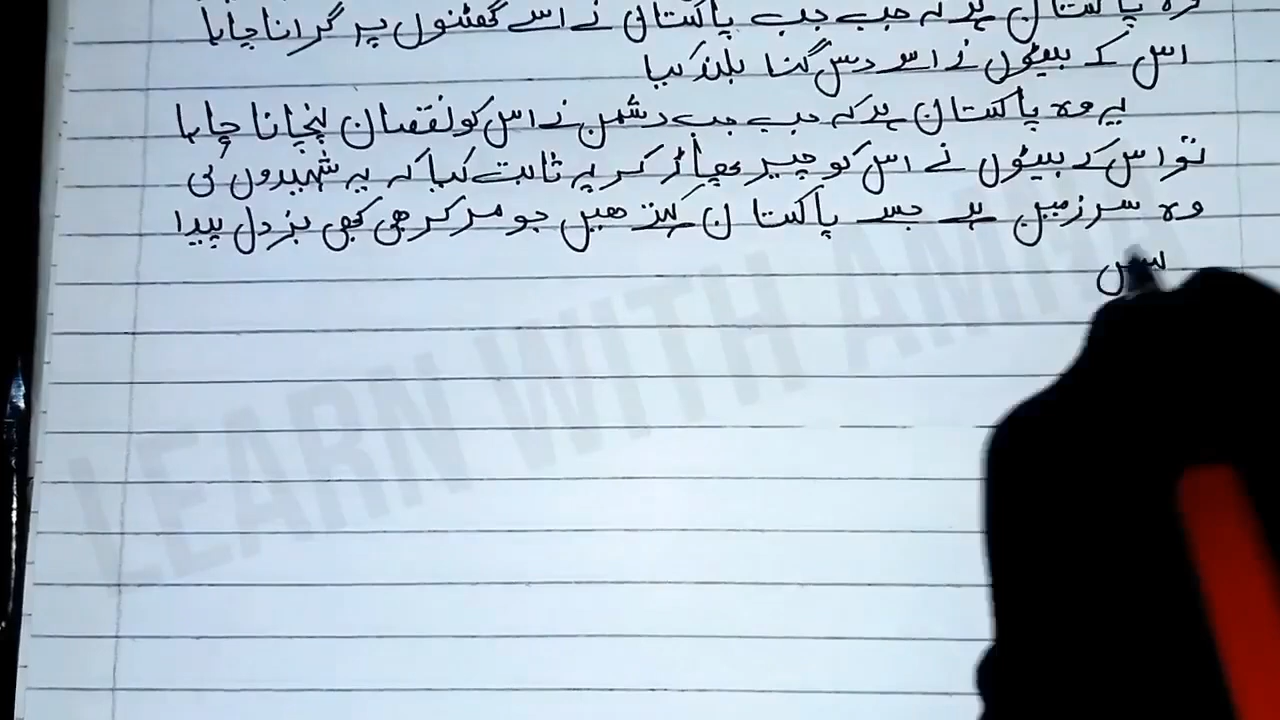 پاکستان ہے کہ جب جب پاکستان نے اسے گھٹنوں پر گرانا چاہا
اس کے بیٹوں نے اسے دس گنا بلند کیا
یہ وہ پاکستان ہے کہ جب جب دشمن نے اس کو نقصان پہنچانا چاہا
تو اس کے بیٹوں نے اس کو چیر پھاڑ کر یہ ثابت کیا کہ یہ شہیدوں کی
وہ سرزمین ہے جسے پاکستان کہتے ہیں جو مر کر بھی کبھی بزدل پیدا
LEARN WITH